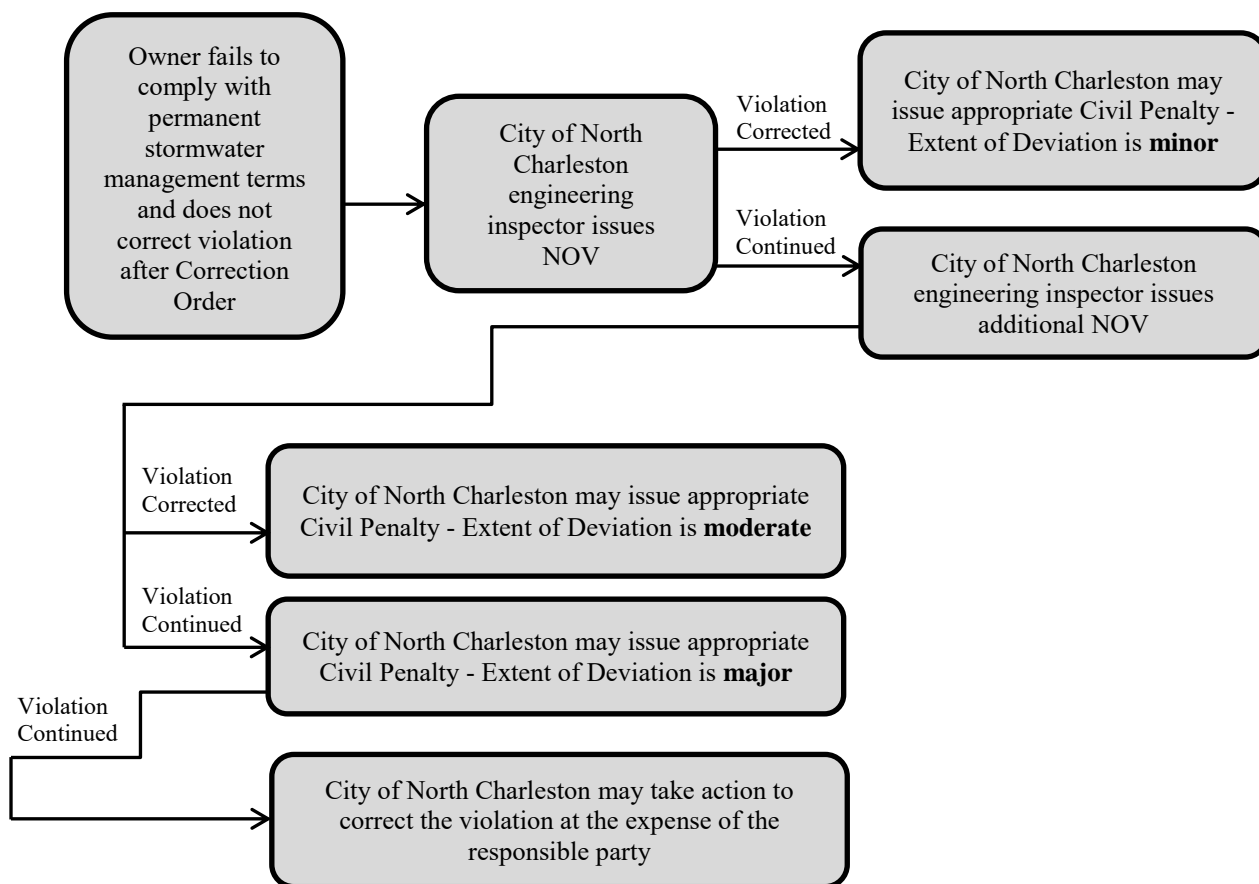 Owner fails to
comply with
permanent
stormwater
management terms
and does not
correct violation
after Correction
Order
City of North
Charleston
engineering
inspector issues
NOV
Violation
Corrected
City of North Charleston may
issue appropriate Civil Penalty -
Extent of Deviation is minor
Violation
Continued
City of North Charleston
engineering inspector issues
additional NOV
Violation
Corrected
City of North Charleston may issue appropriate
Civil Penalty - Extent of Deviation is moderate
Violation
Continued
City of North Charleston may issue appropriate
Civil Penalty - Extent of Deviation is major
Violation
Continued
City of North Charleston may take action to
correct the violation at the expense of the
responsible party